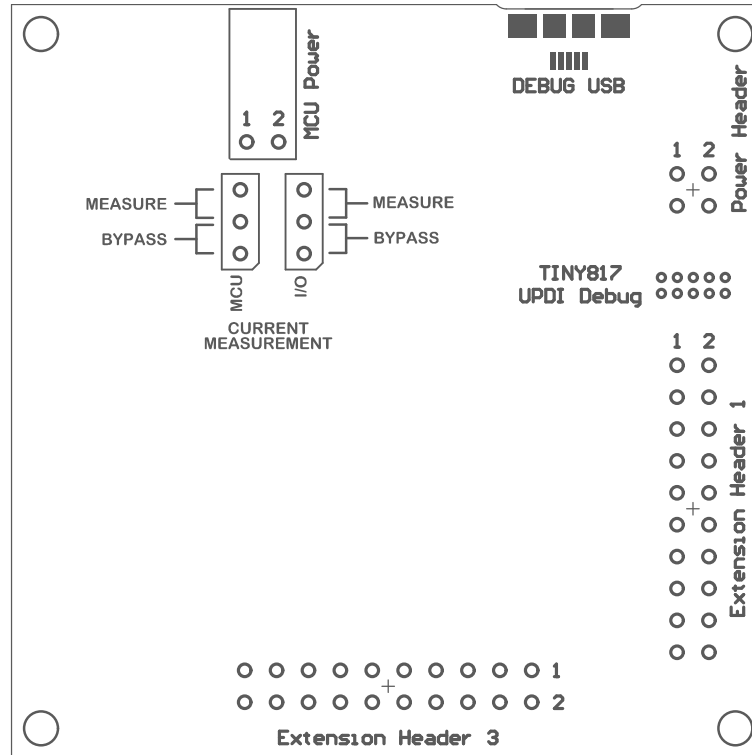 DEBUG USB
1 2
MCU Power
1 2
Power Header
MEASURE
MEASURE
BYPASS
BYPASS
MCU
I/O
CURRENT
MEASUREMENT
TINY817
UPDI Debug
1 2
Extension Header 1
1
2
Extension Header 3